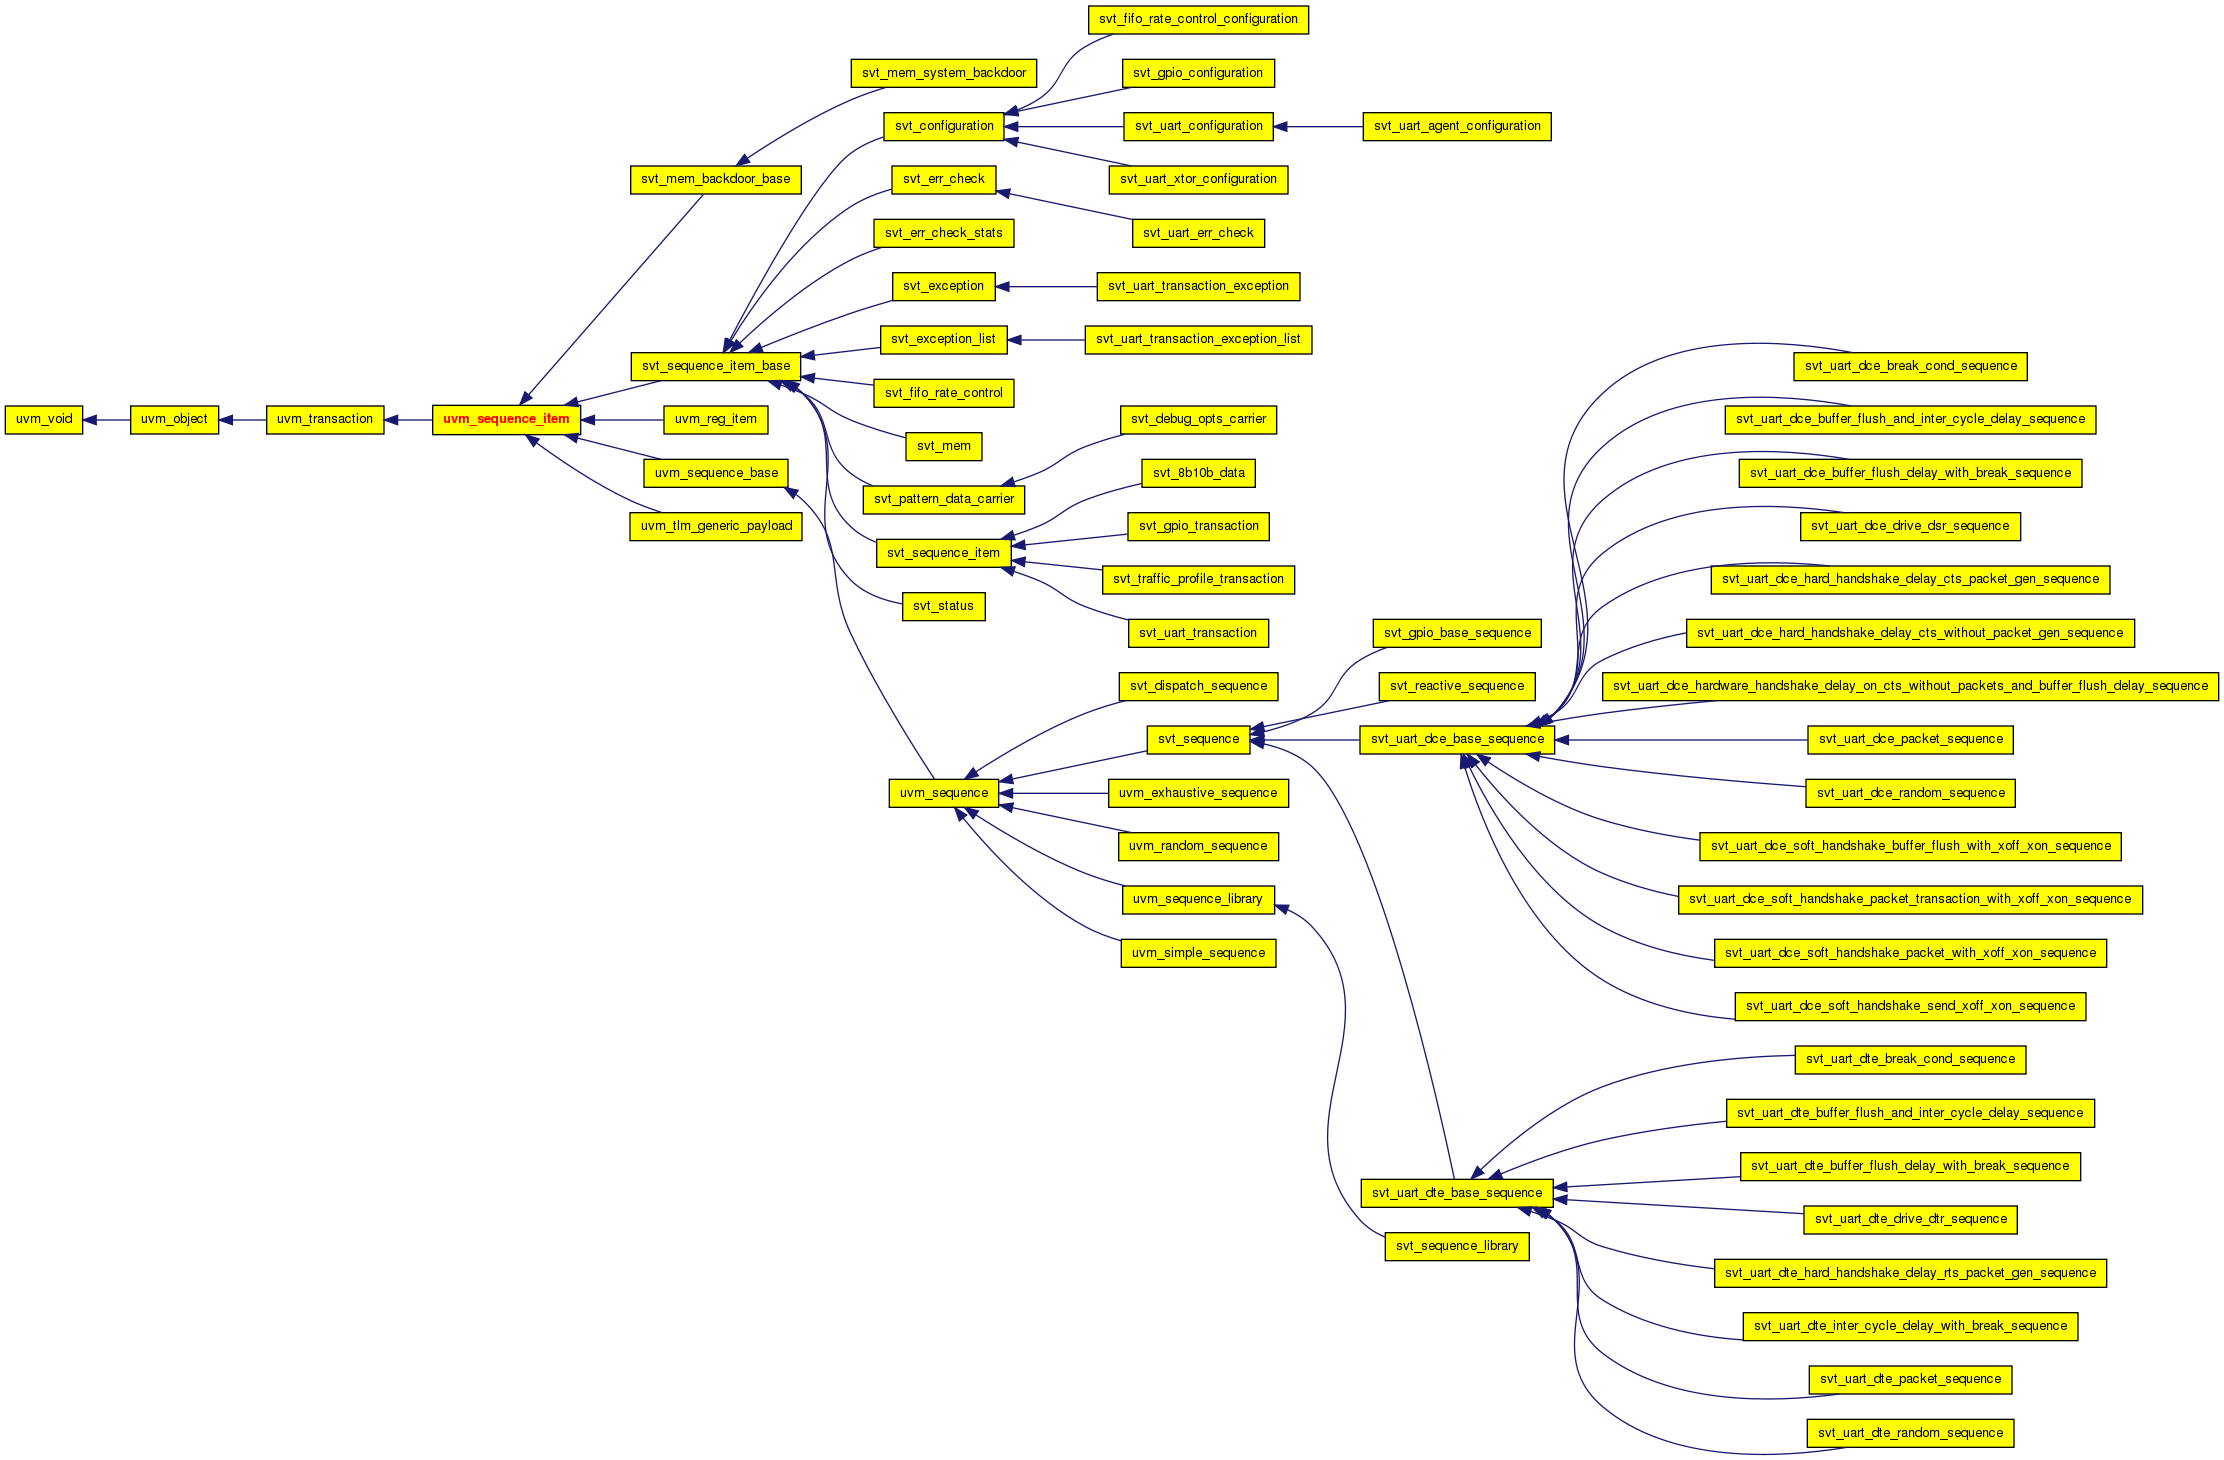 svt_fifo_rate_control_configuration
svt_mem_system_backdoor
svt_gpio_configuration
svt_configuration
svt_uart_configuration
svt_uart_agent_configuration
svt_mem_backdoor_base
svt_err_check
svt_uart_xtor_configuration
svt_err_check_stats
svt_uart_err_check
svt_exception
svt_uart_transaction_exception
svt_exception_list
svt_uart_transaction_exception_list
svt_sequence_item_base
svt_uart_dce_break_cond_sequence
svt_fifo_rate_control
uvm_void
uvm_object
uvm_transaction
uvm_sequence_item
uvm_reg_item
svt_debug_opts_carrier
svt_uart_dce_buffer_flush_and_inter_cycle_delay_sequence
svt_mem
uvm_sequence_base
svt_8b10b_data
svt_uart_dce_buffer_flush_delay_with_break_sequence
svt_pattern_data_carrier
uvm_tlm_generic_payload
svt_gpio_transaction
svt_uart_dce_drive_dsr_sequence
svt_sequence_item
svt_traffic_profile_transaction
svt_uart_dce_hard_handshake_delay_cts_packet_gen_sequence
svt_status
svt_uart_transaction
svt_gpio_base_sequence
svt_uart_dce_hard_handshake_delay_cts_without_packet_gen_sequence
svt_dispatch_sequence
svt_reactive_sequence
svt_uart_dce_hardware_handshake_delay_on_cts_without_packets_and_buffer_flush_delay_sequence
svt_sequence
svt_uart_dce_base_sequence
svt_uart_dce_packet_sequence
uvm_sequence
uvm_exhaustive_sequence
svt_uart_dce_random_sequence
uvm_random_sequence
svt_uart_dce_soft_handshake_buffer_flush_with_xoff_xon_sequence
uvm_sequence_library
svt_uart_dce_soft_handshake_packet_transaction_with_xoff_xon_sequence
uvm_simple_sequence
svt_uart_dce_soft_handshake_packet_with_xoff_xon_sequence
svt_uart_dce_soft_handshake_send_xoff_xon_sequence
svt_uart_dte_break_cond_sequence
svt_uart_dte_buffer_flush_and_inter_cycle_delay_sequence
svt_uart_dte_buffer_flush_delay_with_break_sequence
svt_uart_dte_base_sequence
svt_uart_dte_drive_dtr_sequence
svt_sequence_library
svt_uart_dte_hard_handshake_delay_rts_packet_gen_sequence
svt_uart_dte_inter_cycle_delay_with_break_sequence
svt_uart_dte_packet_sequence
svt_uart_dte_random_sequence